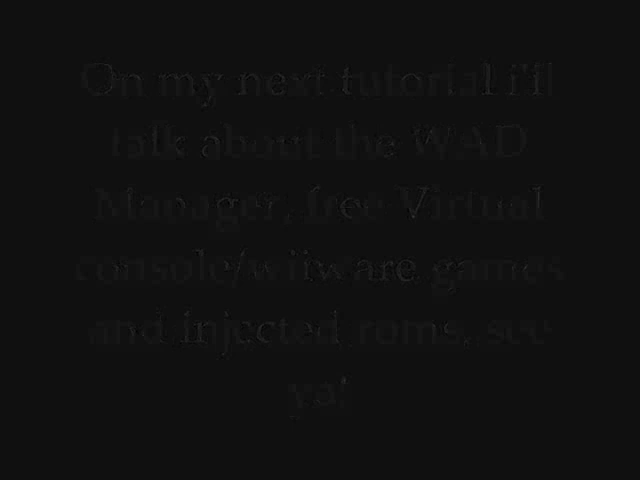 On my next tutorial i'll
talk about the WAD
Manager, free Virtual
console/wiiware games
and injected roms, see
ya!